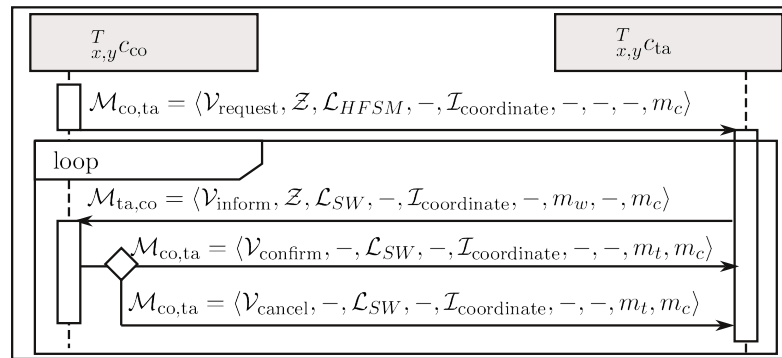 $^{T}_{x,y}c_{\text{co}}$ $^{T}_{x,y}c_{\text{ta}}$
$\mathcal{M}_{\text{co,ta}} = \langle \mathcal{V}_{\text{request}}, \mathcal{Z}, \mathcal{L}_{HFSM}, -, \mathcal{I}_{\text{coordinate}}, -, -, -, m_c \rangle$
loop
$\mathcal{M}_{\text{ta,co}} = \langle \mathcal{V}_{\text{inform}}, \mathcal{Z}, \mathcal{L}_{SW}, -, \mathcal{I}_{\text{coordinate}}, -, m_w, -, m_c \rangle$
$\mathcal{M}_{\text{co,ta}} = \langle \mathcal{V}_{\text{confirm}}, -, \mathcal{L}_{SW}, -, \mathcal{I}_{\text{coordinate}}, -, -, m_t, m_c \rangle$
$\mathcal{M}_{\text{co,ta}} = \langle \mathcal{V}_{\text{cancel}}, -, \mathcal{L}_{SW}, -, \mathcal{I}_{\text{coordinate}}, -, -, m_t, m_c \rangle$